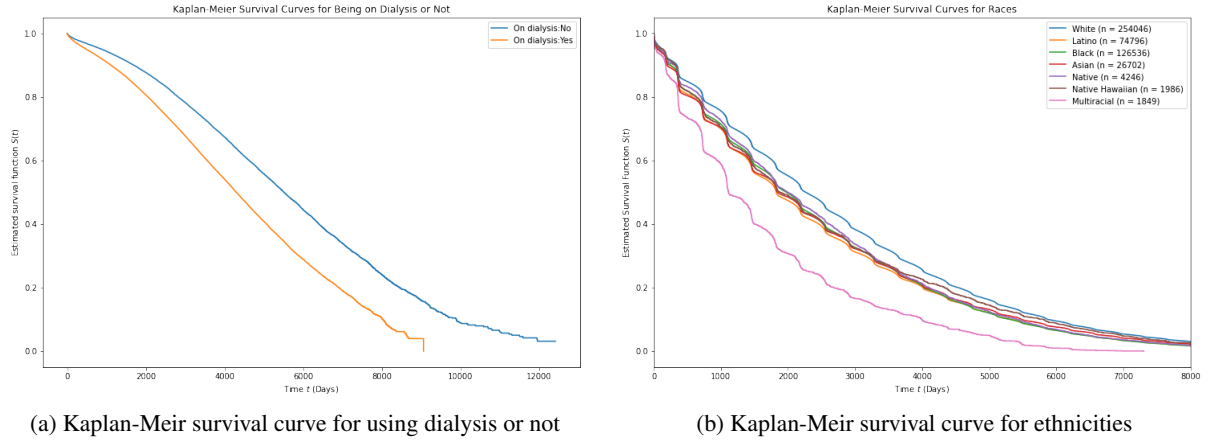 Kaplan-Meier Survival Curves for Being on Dialysis or Not
On dialysis:No
On dialysis:Yes
Estimated survival function S(t)
1.0
0.8
0.6
0.4
0.2
0.0
0 2000 4000 6000 8000 10000 12000
Time t (Days)
(a) Kaplan-Meir survival curve for using dialysis or not
Kaplan-Meier Survival Curves for Races
White (n = 254046)
Latino (n = 74796)
Black (n = 126536)
Asian (n = 26702)
Native (n = 4246)
Native Hawaiian (n = 1986)
Multiracial (n = 1849)
Estimated Survival Function S(t)
1.0
0.8
0.6
0.4
0.2
0.0
0 1000 2000 3000 4000 5000 6000 7000 8000
Time t (Days)
(b) Kaplan-Meir survival curve for ethnicities